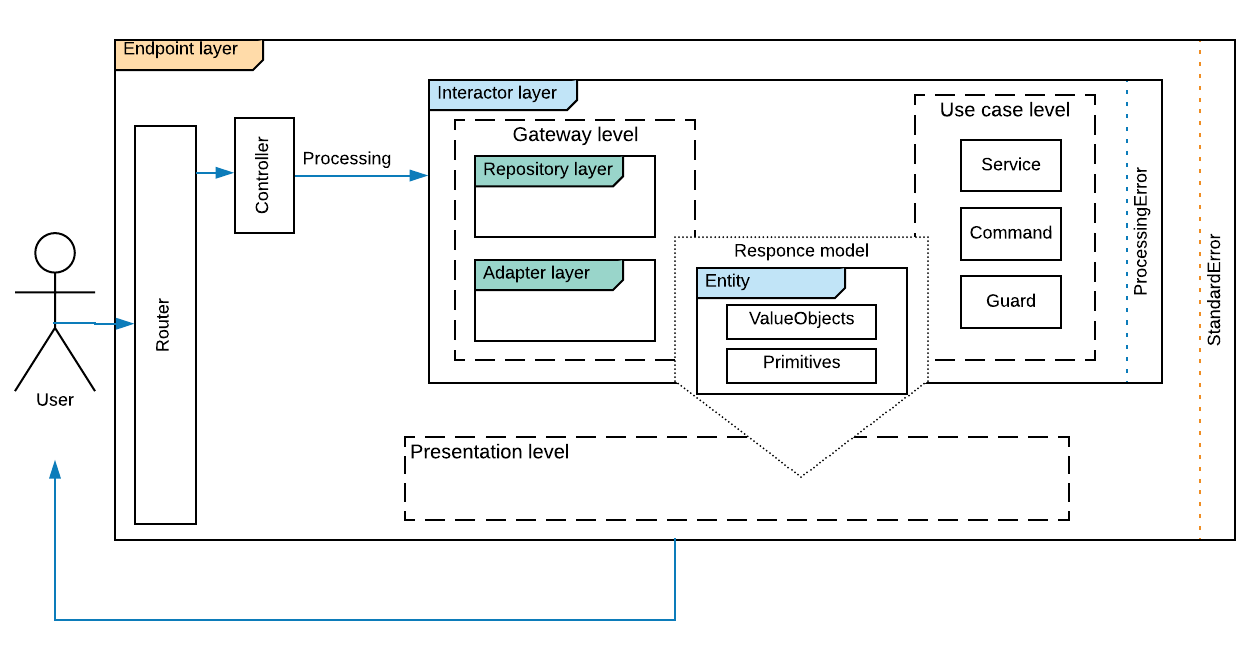 Endpoint layer
Interactor layer
Use case level
Gateway level
Controller
Processing
Repository layer
Service
ProcessingError
Command
StandardError
Responce model
Adapter layer
Entity
Guard
Router
ValueObjects
Primitives
User
Presentation level